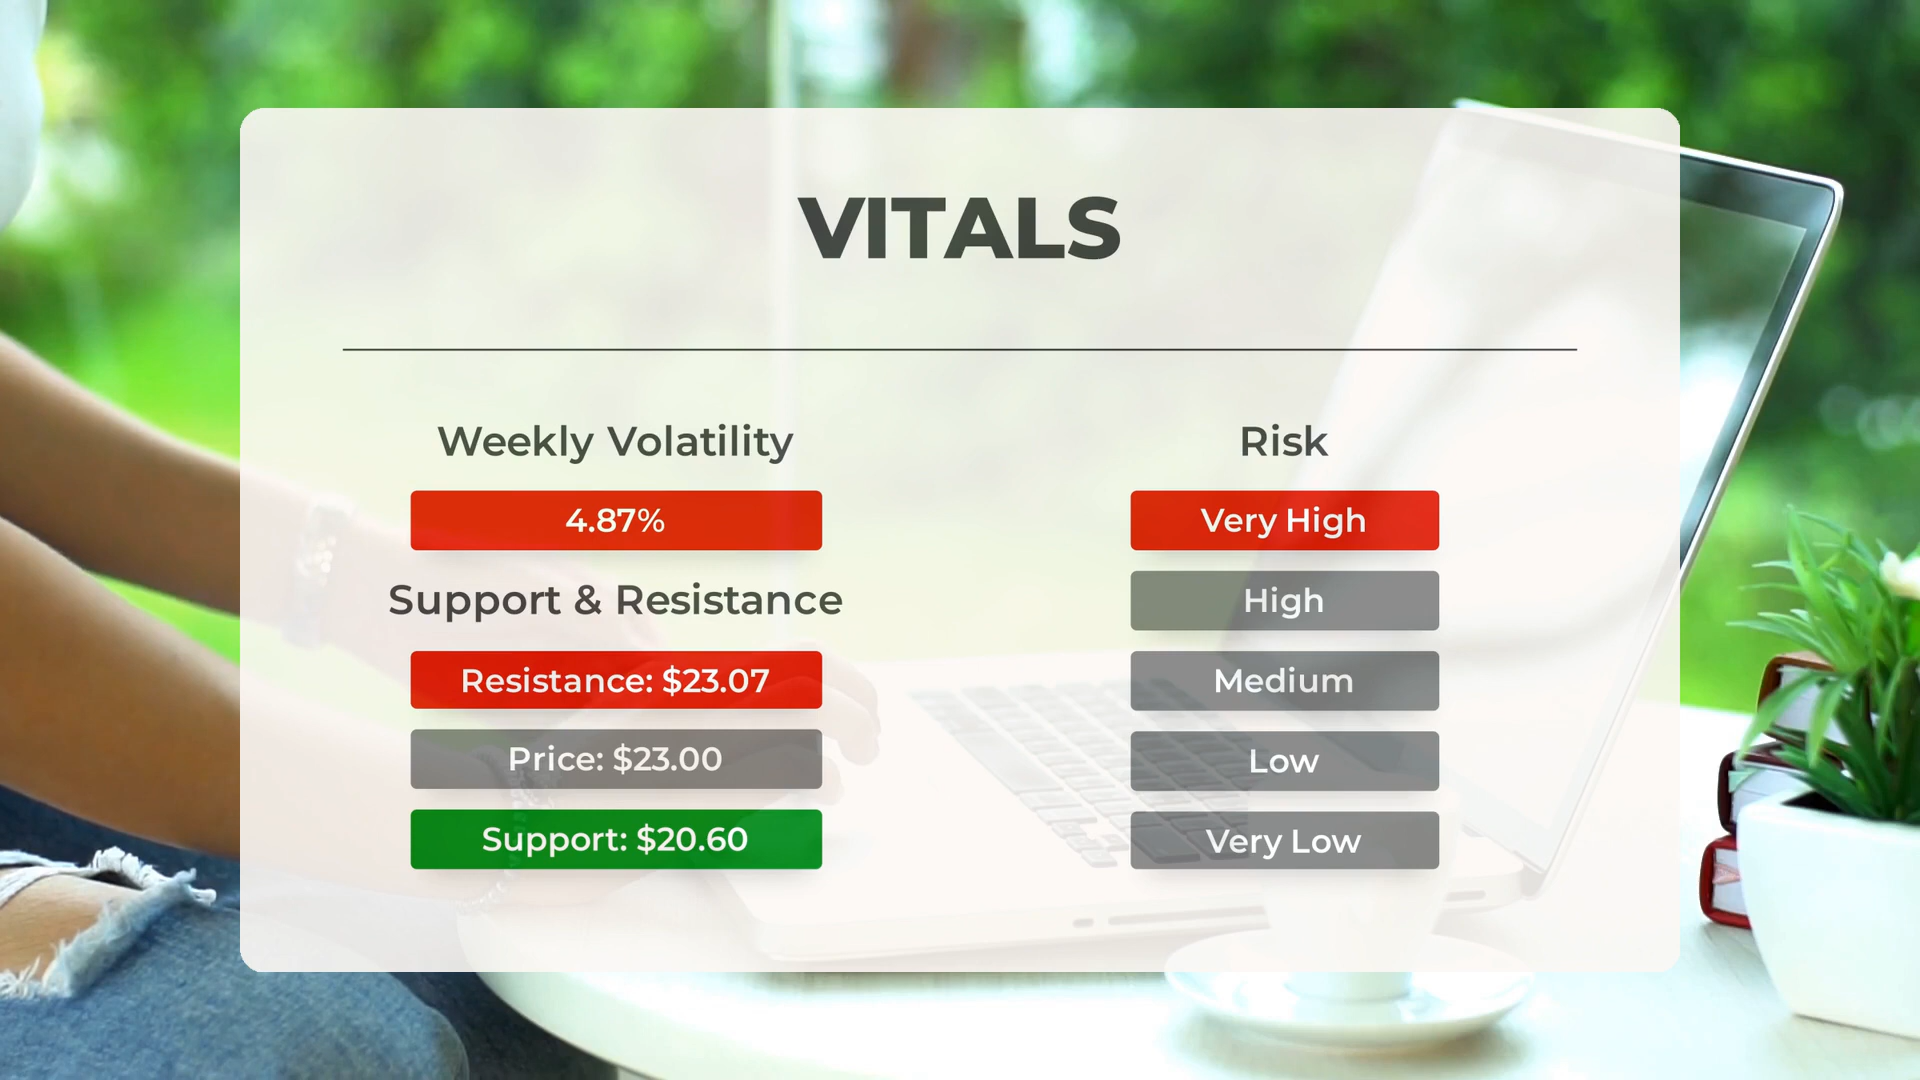 VITALS
Weekly Volatility
4.87%
Support & Resistance
Resistance: $23.07
Price: $23.00
Support: $20.60
Risk
Very High
High
Medium
Low
Very Low